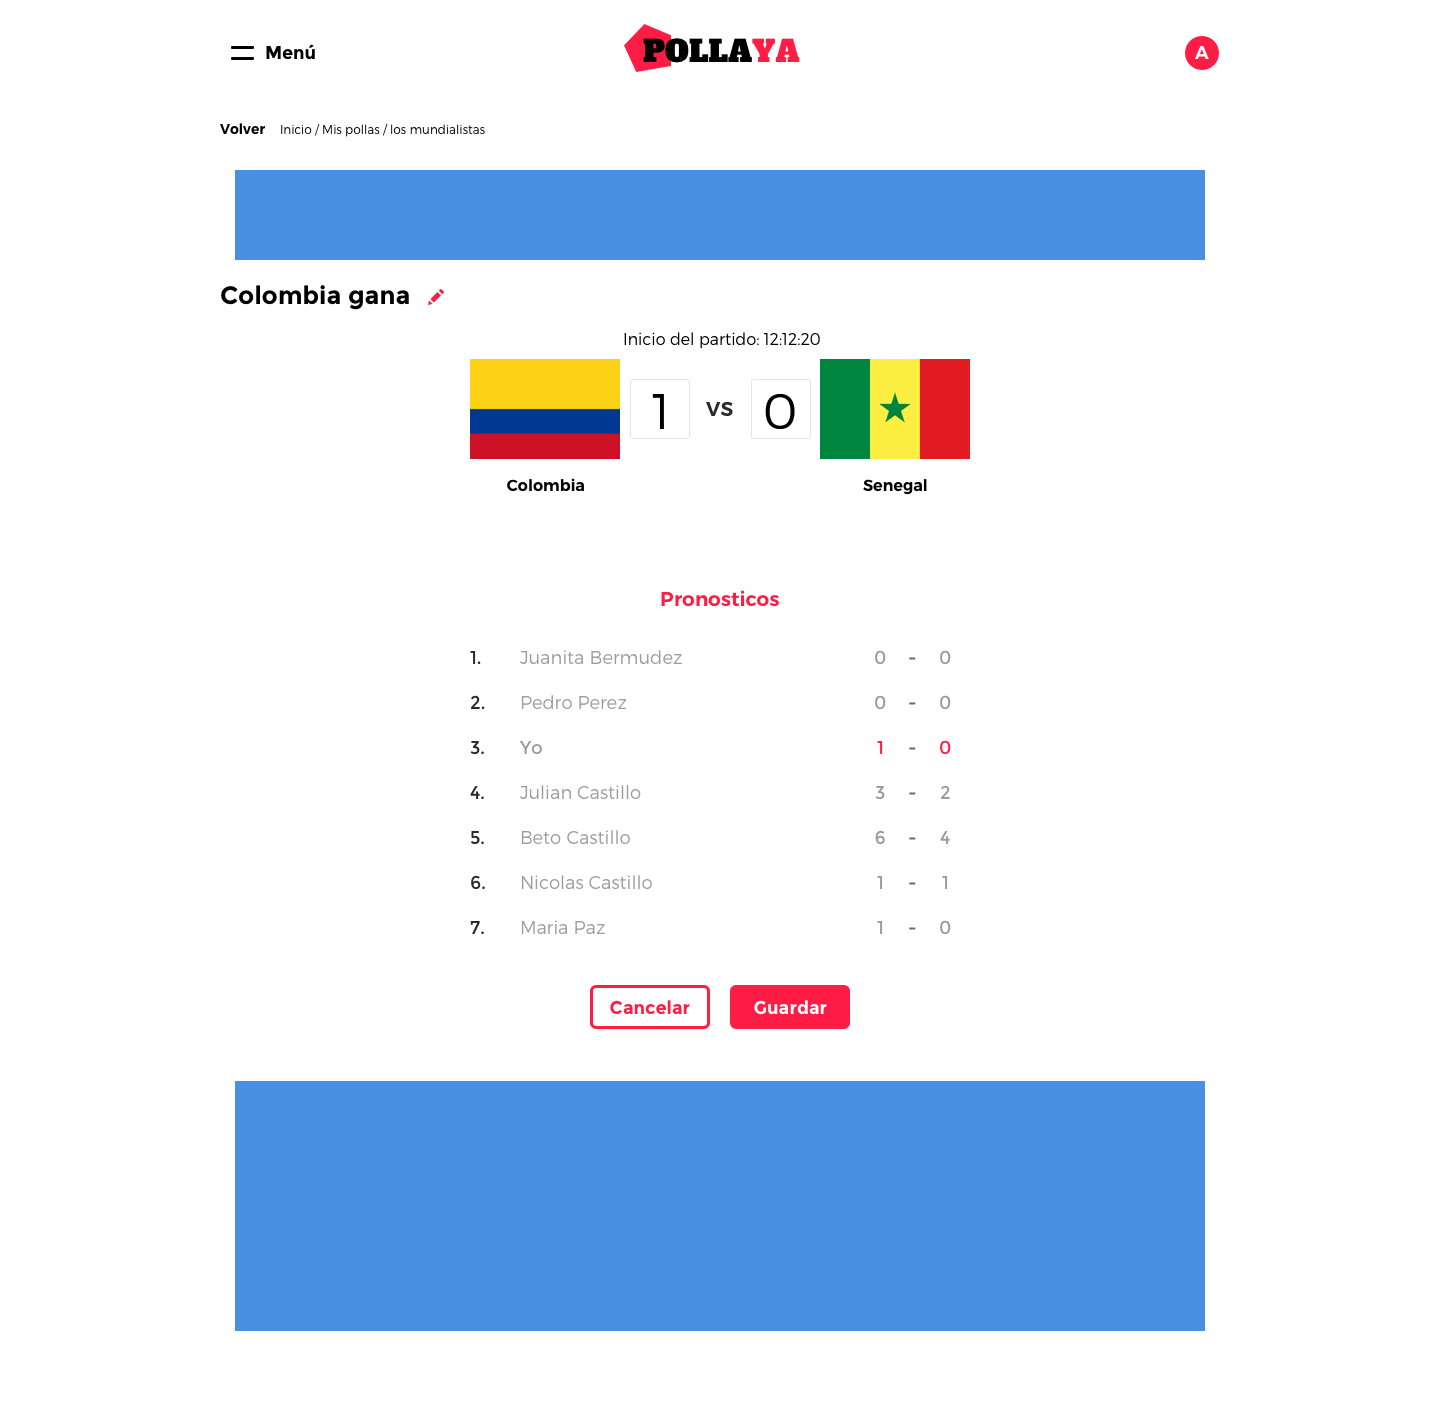 Menú
POLLAYA
A
Volver Inicio / Mis pollas / los mundialistas
Colombia gana
Inicio del partido: 12:12:20
1 vs 0
Colombia Senegal
Pronosticos
1. Juanita Bermudez 0 - 0
2. Pedro Perez 0 - 0
3. Yo 1 - 0
4. Julian Castillo 3 - 2
5. Beto Castillo 6 - 4
6. Nicolas Castillo 1 - 1
7. Maria Paz 1 - 0
Cancelar Guardar